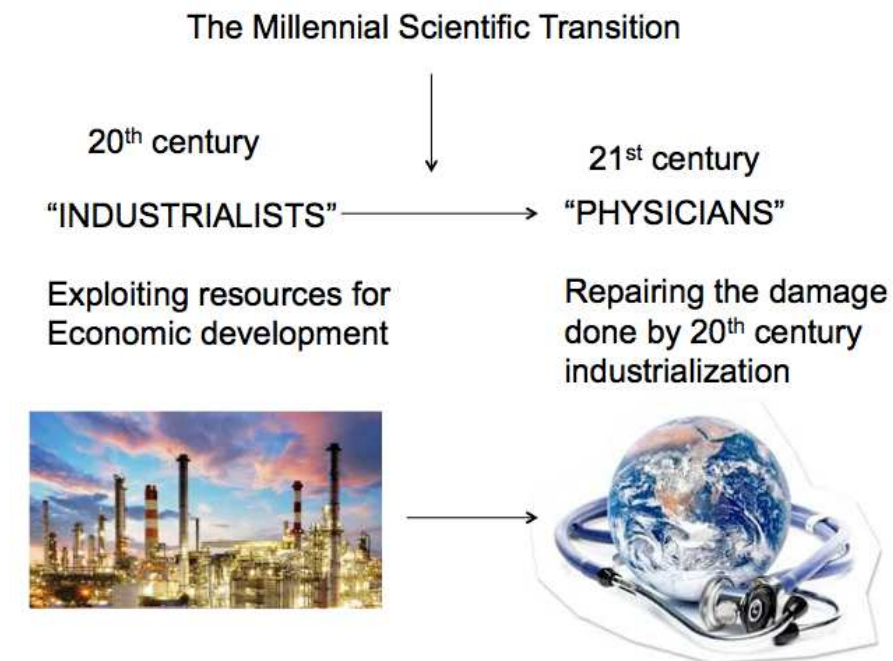 The Millennial Scientific Transition
20th century
21st century
“INDUSTRIALISTS”
“PHYSICIANS”
Exploiting resources for
Economic development
Repairing the damage
done by 20th century
industrialization